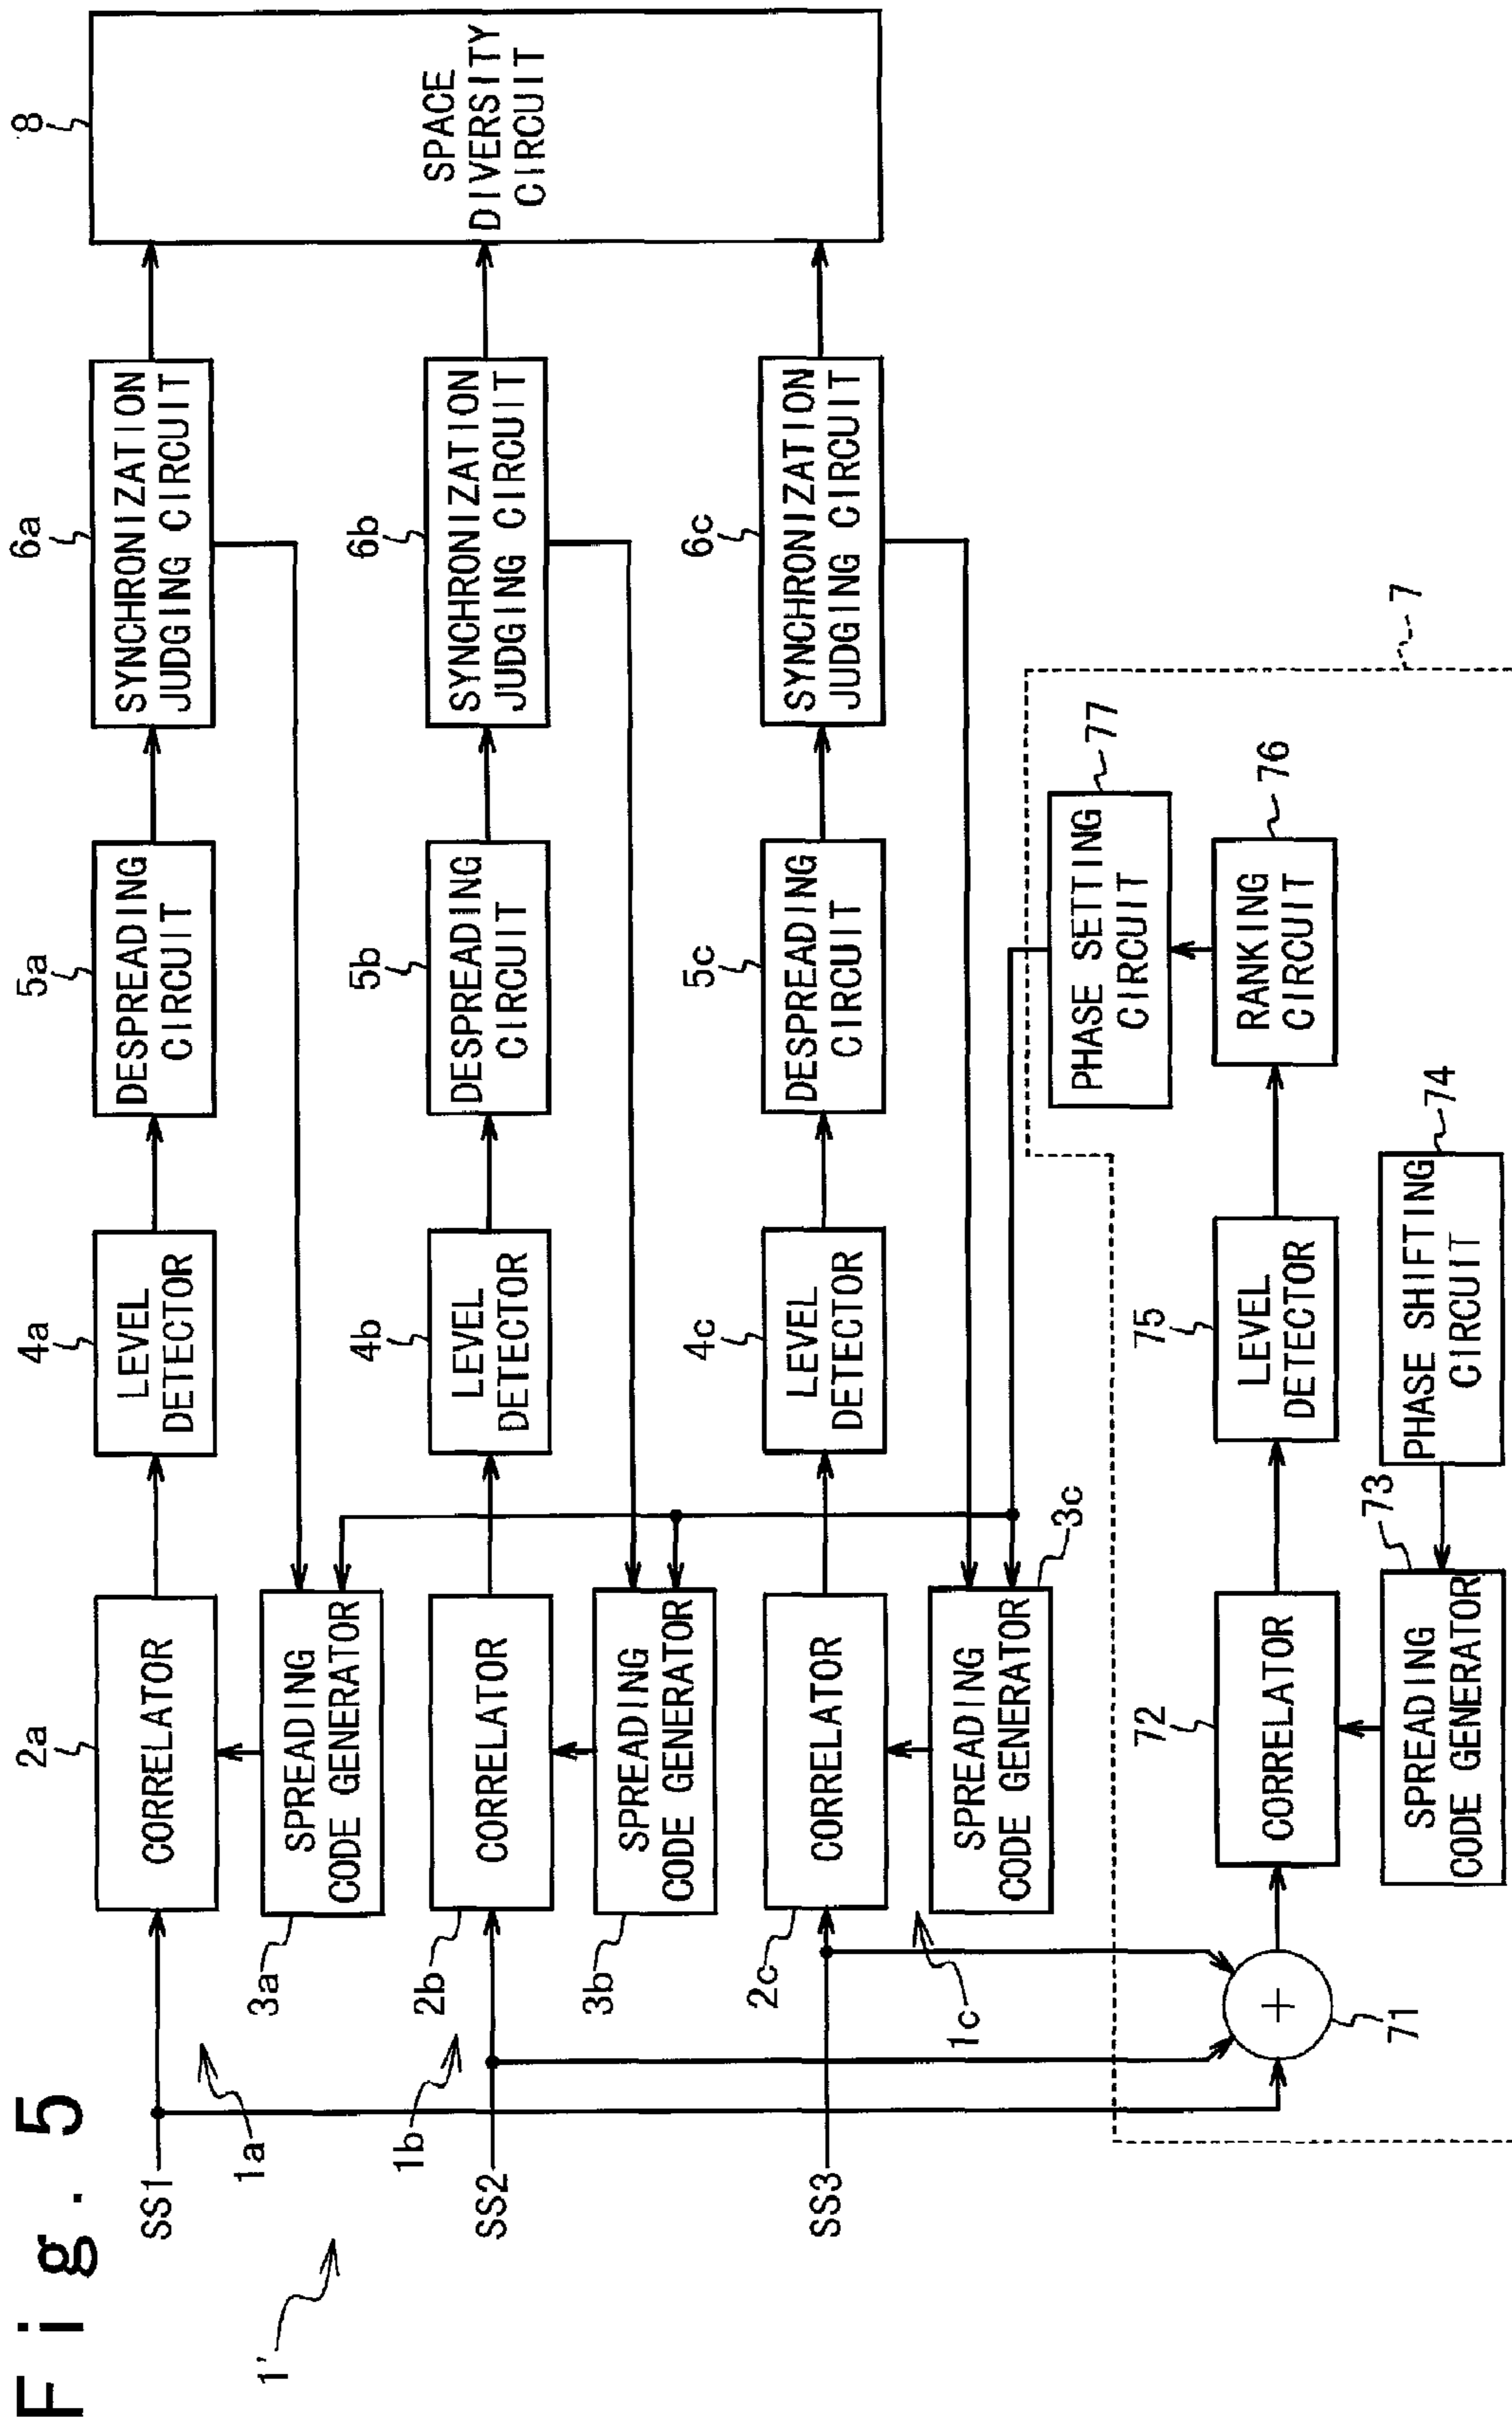 Fig. 5
1'
SS1
1a
2a
CORRELATOR
3a
SPREADING
CODE GENERATOR
4a
LEVEL
DETECTOR
5a
DESPREADING
CIRCUIT
6a
SYNCHRONIZATION
JUDGING CIRCUIT
8
SPACE
DIVERSITY
CIRCUIT
SS2
1b
2b
CORRELATOR
3b
SPREADING
CODE GENERATOR
4b
LEVEL
DETECTOR
5b
DESPREADING
CIRCUIT
6b
SYNCHRONIZATION
JUDGING CIRCUIT
SS3
1c
2c
CORRELATOR
3c
SPREADING
CODE GENERATOR
4c
LEVEL
DETECTOR
5c
DESPREADING
CIRCUIT
6c
SYNCHRONIZATION
JUDGING CIRCUIT
7
77
PHASE SETTING
CIRCUIT
71
+
72
CORRELATOR
75
LEVEL
DETECTOR
76
RANKING
CIRCUIT
73
SPREADING
CODE GENERATOR
74
PHASE SHIFTING
CIRCUIT